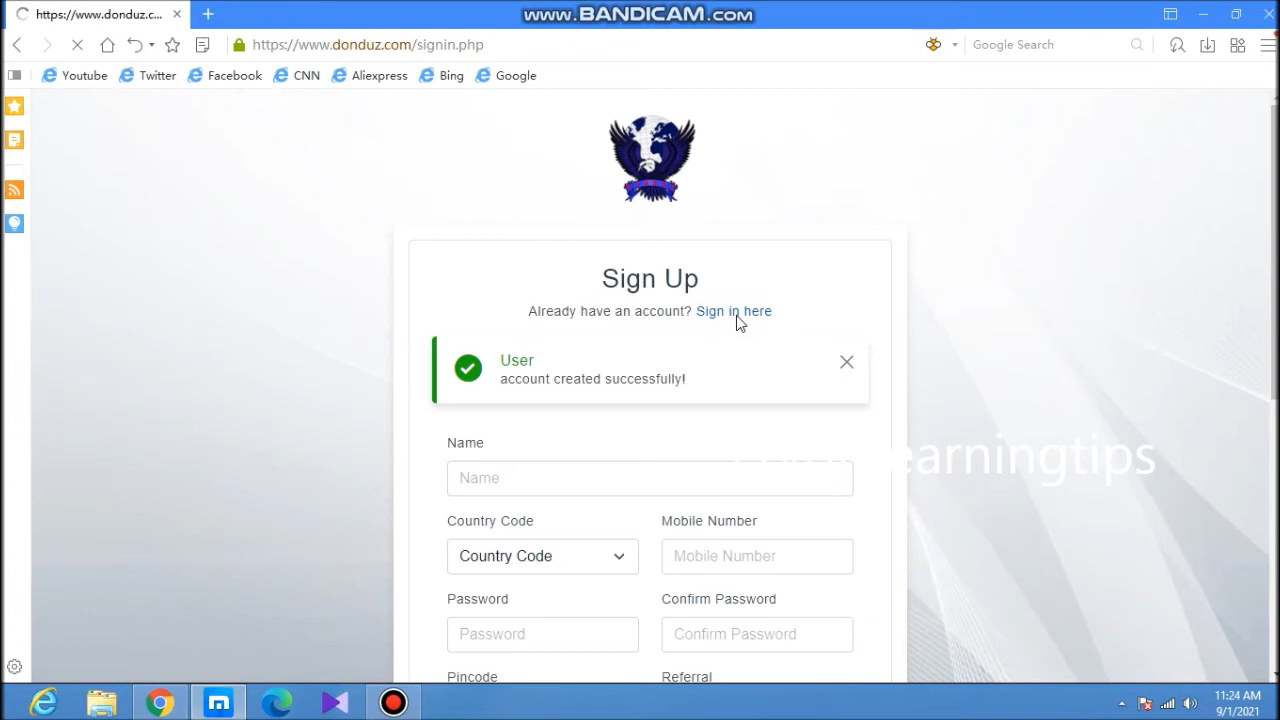 https://www.donduz.c...
www.BANDICAM.com
https://www.donduz.com/signin.php
Google Search
Youtube
Twitter
Facebook
CNN
Aliexpress
Bing
Google
Sign Up
Already have an account? Sign in here
User
account created successfully!
Name
Name
Country Code
Mobile Number
Country Code
Mobile Number
Password
Confirm Password
Password
Confirm Password
Pincode
Referral
11:24 AM
9/1/2021